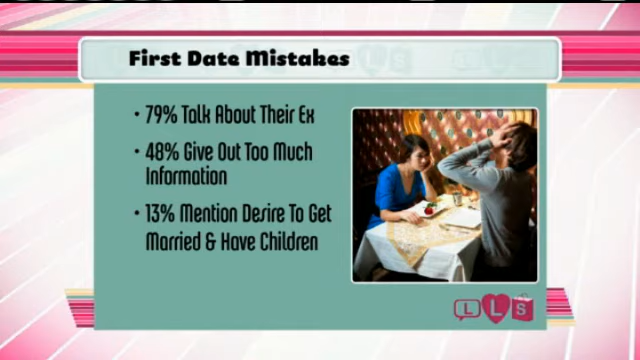 First Date Mistakes
• 79% Talk About Their Ex
• 48% Give Out Too Much
Information
• 13% Mention Desire To Get
Married & Have Children
L L S